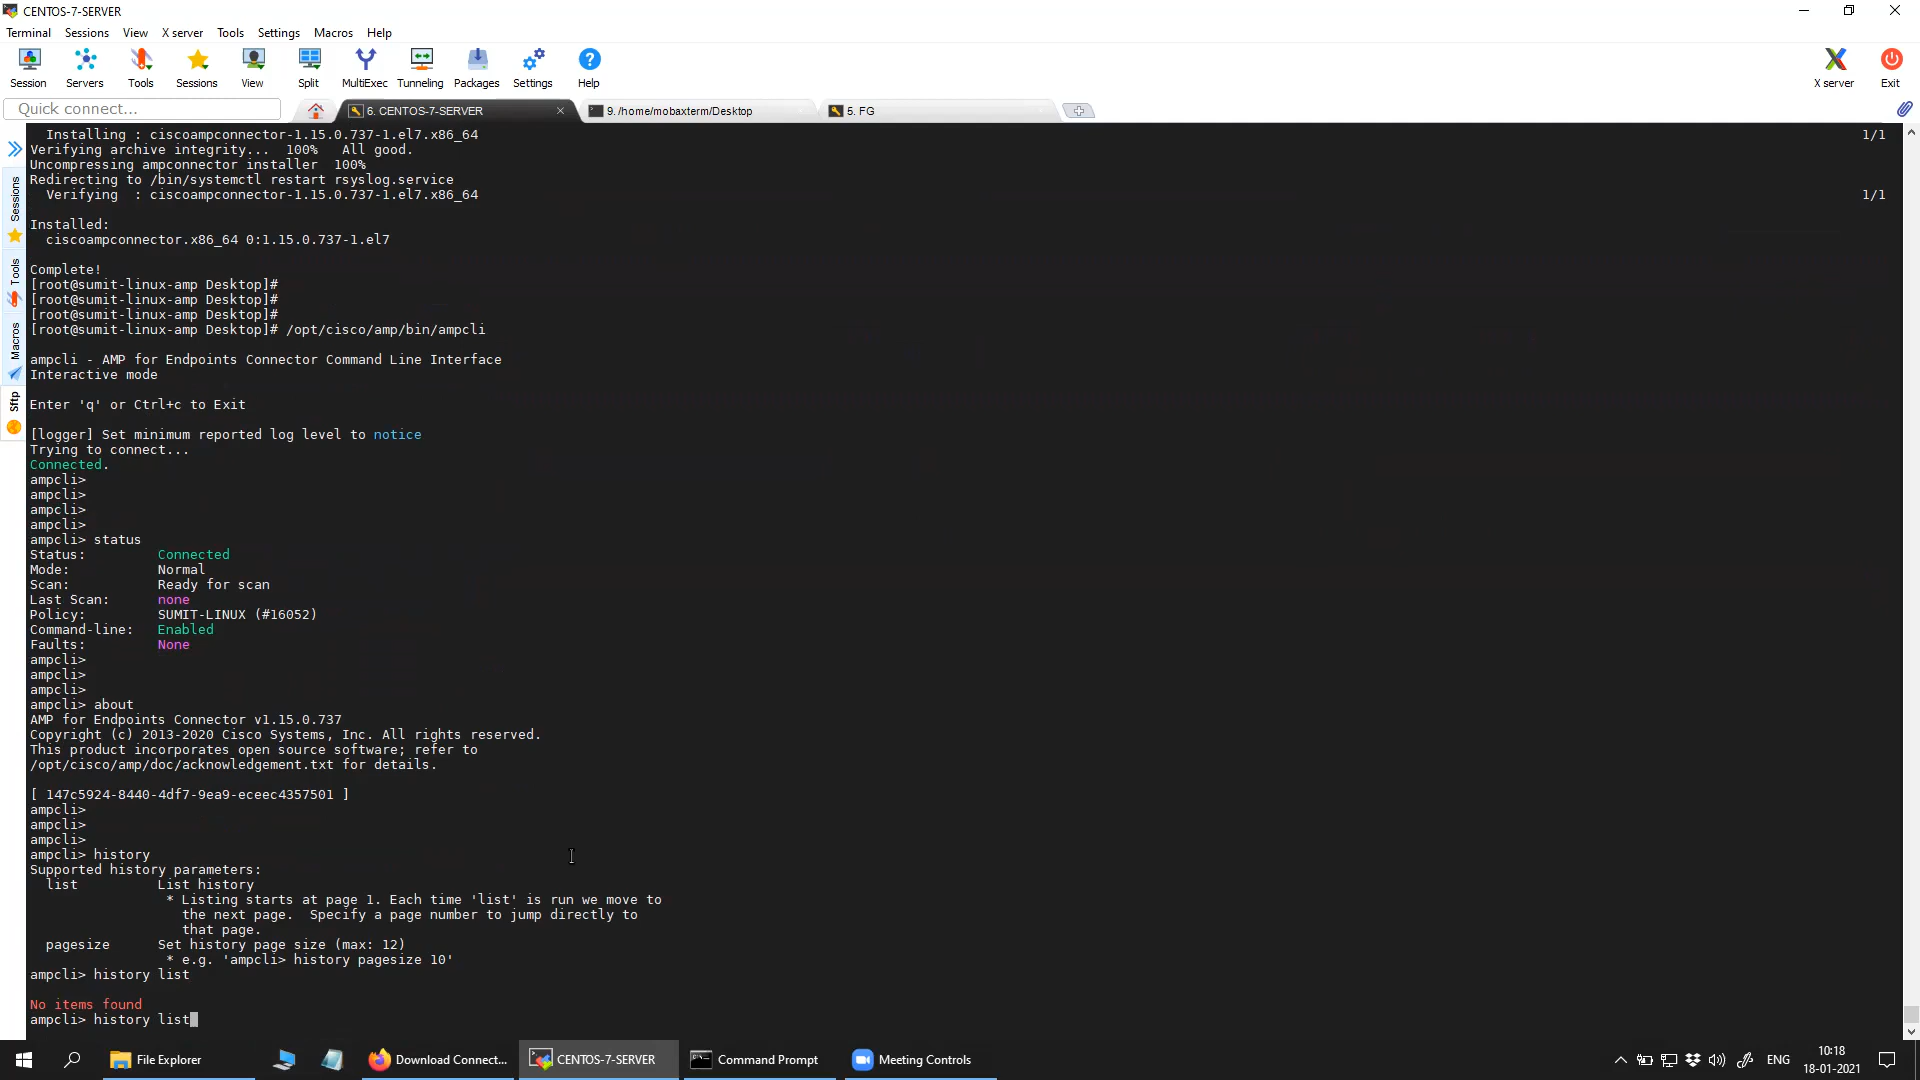 CENTOS-7-SERVER
Terminal Sessions View X server Tools Settings Macros Help
Session Servers Tools Sessions View Split MultiExec Tunneling Packages Settings Help X server Exit
Quick connect... 6. CENTOS-7-SERVER 9. /home/mobaxterm/Desktop 5. FG
Sessions
Tools
Macros
Sftp
Installing : ciscoampconnector-1.15.0.737-1.el7.x86_64 1/1
Verifying archive integrity... 100% All good.
Uncompressing ampconnector installer 100%
Redirecting to /bin/systemctl restart rsyslog.service
Verifying : ciscoampconnector-1.15.0.737-1.el7.x86_64 1/1
Installed:
ciscoampconnector.x86_64 0:1.15.0.737-1.el7
Complete!
[root@sumit-linux-amp Desktop]#
[root@sumit-linux-amp Desktop]#
[root@sumit-linux-amp Desktop]#
[root@sumit-linux-amp Desktop]# /opt/cisco/amp/bin/ampcli
ampcli - AMP for Endpoints Connector Command Line Interface
Interactive mode
Enter 'q' or Ctrl+c to Exit
[logger] Set minimum reported log level to notice
Trying to connect...
Connected.
ampcli>
ampcli>
ampcli>
ampcli>
ampcli> status
Status: Connected
Mode: Normal
Scan: Ready for scan
Last Scan: none
Policy: SUMIT-LINUX (#16052)
Command-line: Enabled
Faults: None
ampcli>
ampcli>
ampcli>
ampcli> about
AMP for Endpoints Connector v1.15.0.737
Copyright (c) 2013-2020 Cisco Systems, Inc. All rights reserved.
This product incorporates open source software; refer to
/opt/cisco/amp/doc/acknowledgement.txt for details.
[ 147c5924-8440-4df7-9ea9-eceec4357501 ]
ampcli>
ampcli>
ampcli>
ampcli> history
Supported history parameters:
list List history
* Listing starts at page 1. Each time 'list' is run we move to
the next page. Specify a page number to jump directly to
that page.
pagesize Set history page size (max: 12)
* e.g. 'ampcli> history pagesize 10'
ampcli> history list
No items found
ampcli> history list
File Explorer Download Connect... CENTOS-7-SERVER Command Prompt Meeting Controls ENG 10:18
18-01-2021